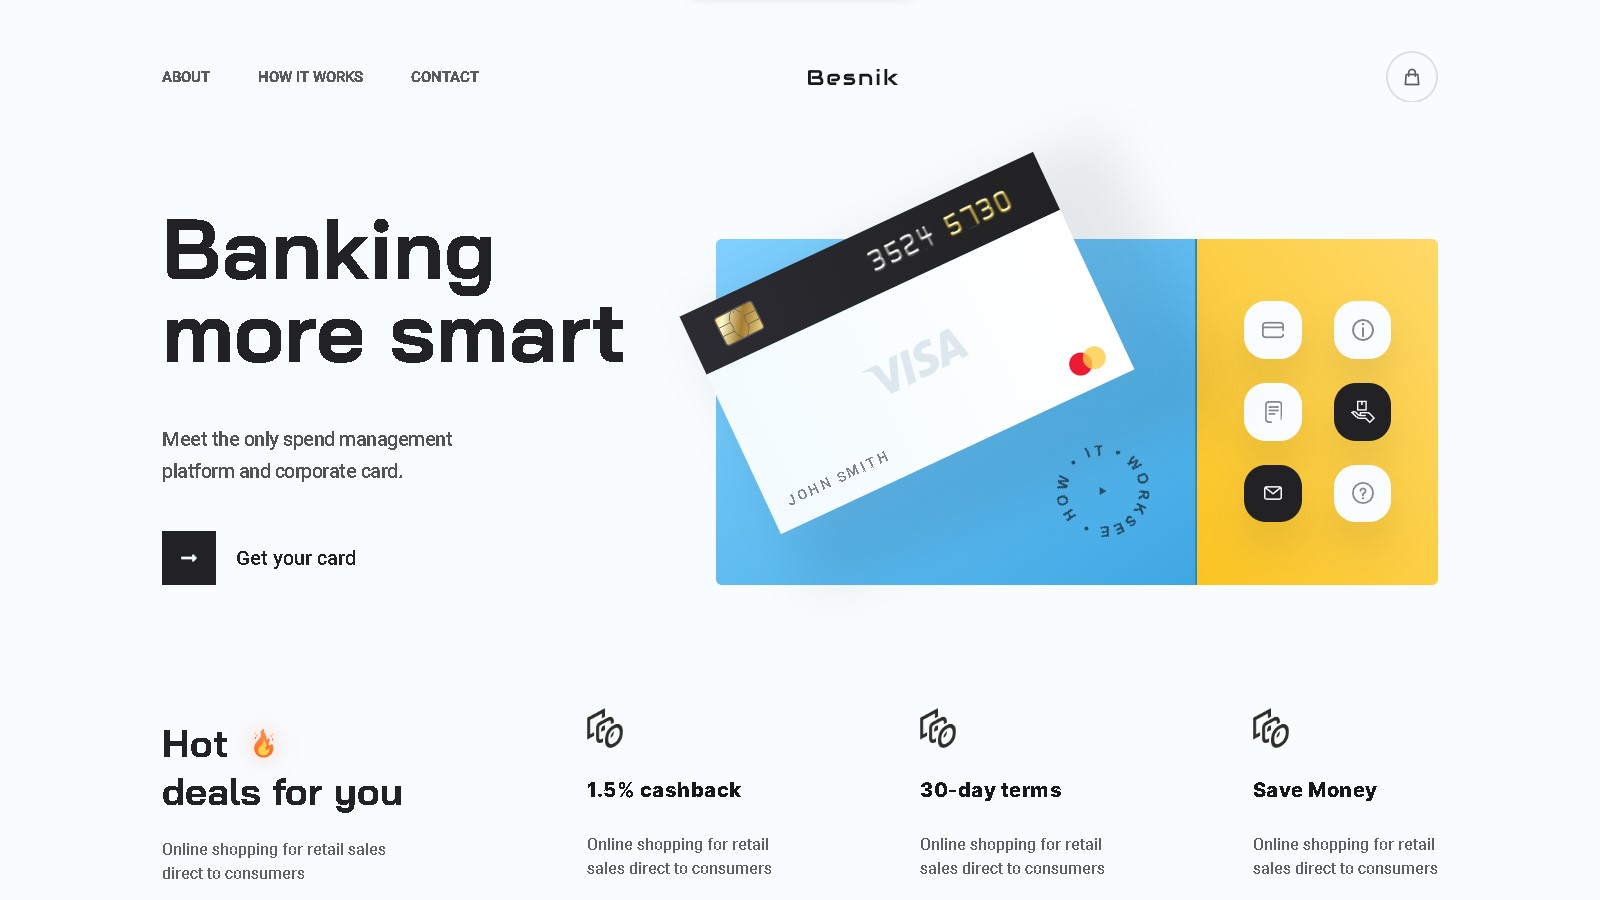 ABOUT HOW IT WORKS CONTACT Besnik
Banking
more smart
Meet the only spend management
platform and corporate card.
Get your card
3524 5730
VISA
JOHN SMITH
HOW • IT • WORKSEE •
Hot 🔥
deals for you
Online shopping for retail sales
direct to consumers
1.5% cashback
Online shopping for retail
sales direct to consumers
30-day terms
Online shopping for retail
sales direct to consumers
Save Money
Online shopping for retail
sales direct to consumers